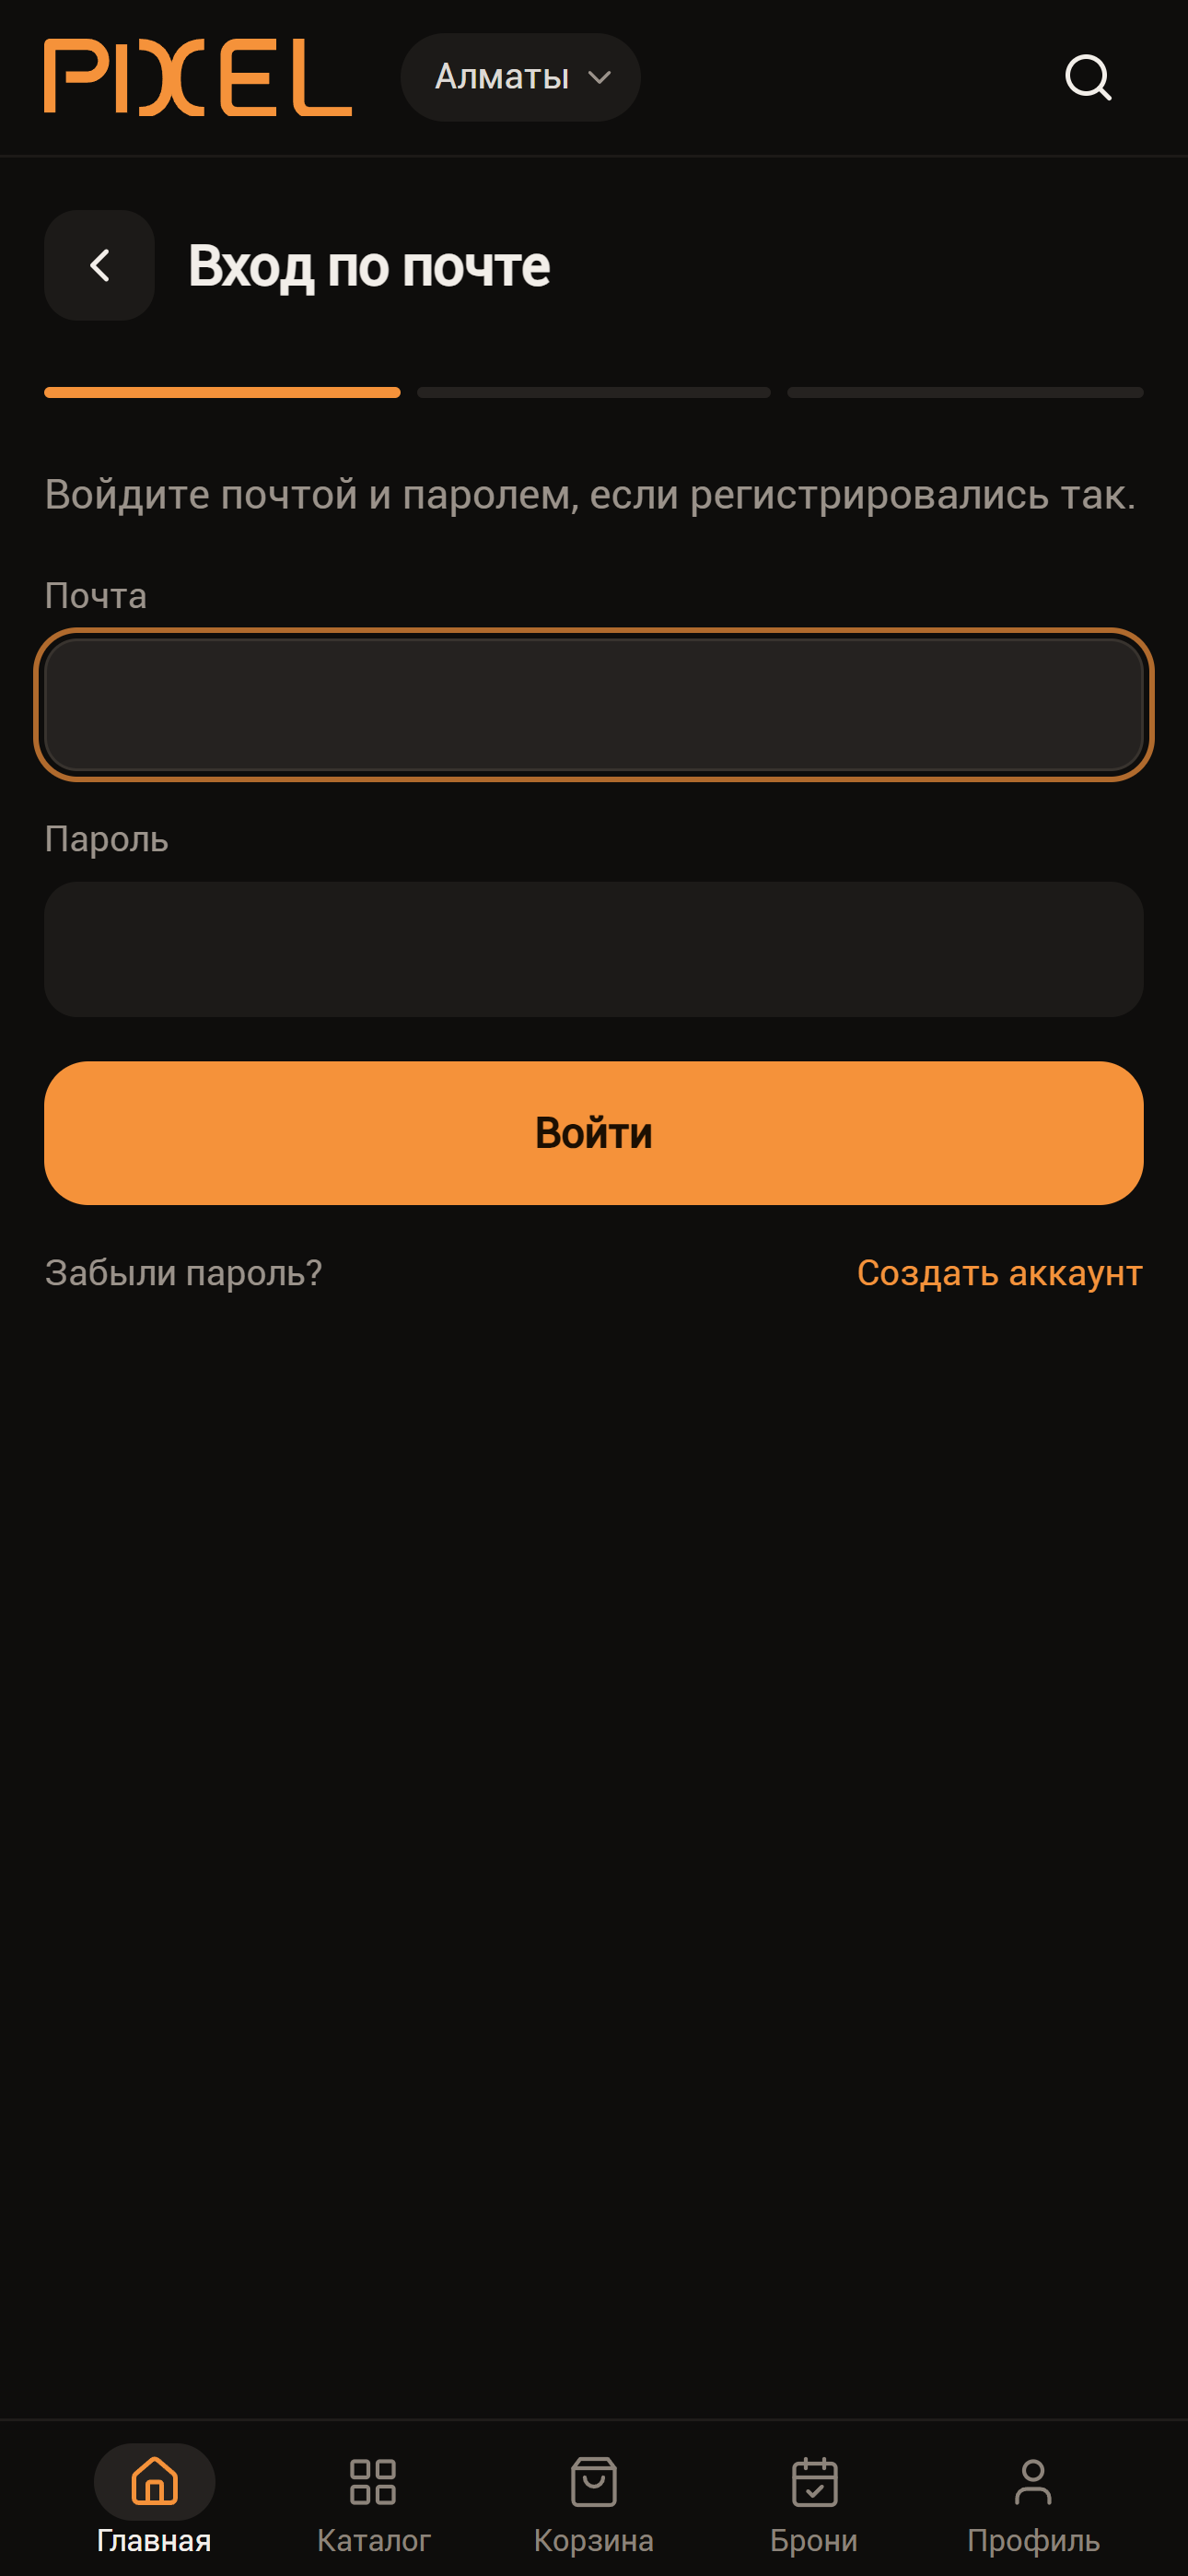 PIXEL
Алматы
Вход по почте
Войдите почтой и паролем, если регистрировались так.
Почта
Пароль
Войти
Забыли пароль?
Создать аккаунт
Главная
Каталог
Корзина
Брони
Профиль